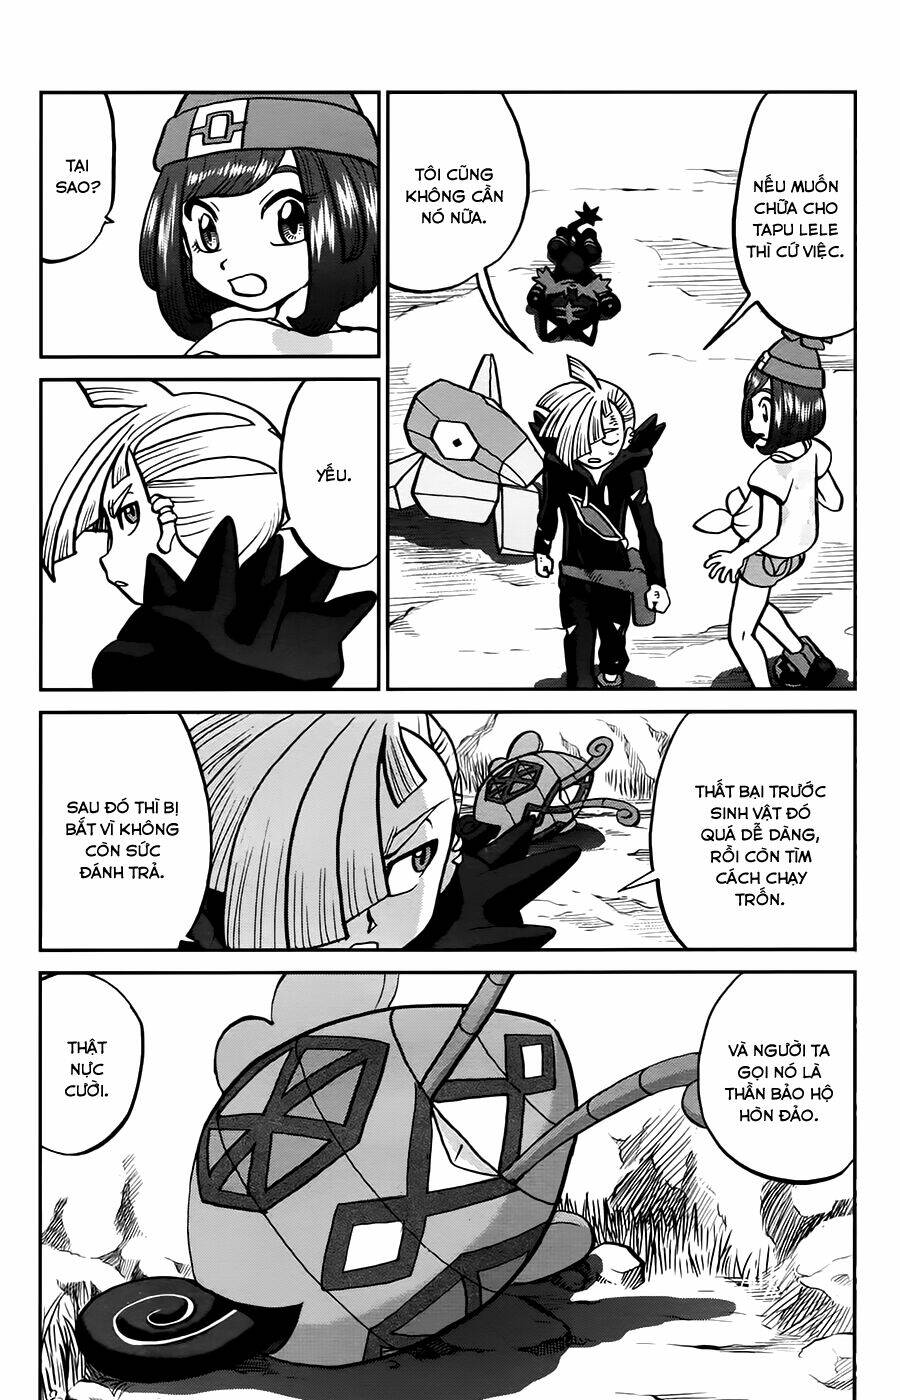 NẾU MUỐN
CHỮA CHO
TAPU LELE
THÌ CỨ VIỆC.
TÔI CŨNG
KHÔNG CẦN
NÓ NỮA.
TẠI
SAO?
YẾU.
THẤT BẠI TRƯỚC
SINH VẬT ĐÓ
QUÁ DỄ DÀNG,
RỒI CÒN TÌM
CÁCH CHẠY
TRỐN.
SAU ĐÓ THÌ BỊ
BẮT VÌ KHÔNG
CÒN SỨC
ĐÁNH TRẢ.
VÀ NGƯỜI TA
GỌI NÓ LÀ
THẦN BẢO HỘ
HÒN ĐẢO.
THẬT
NỰC
CƯỜI.